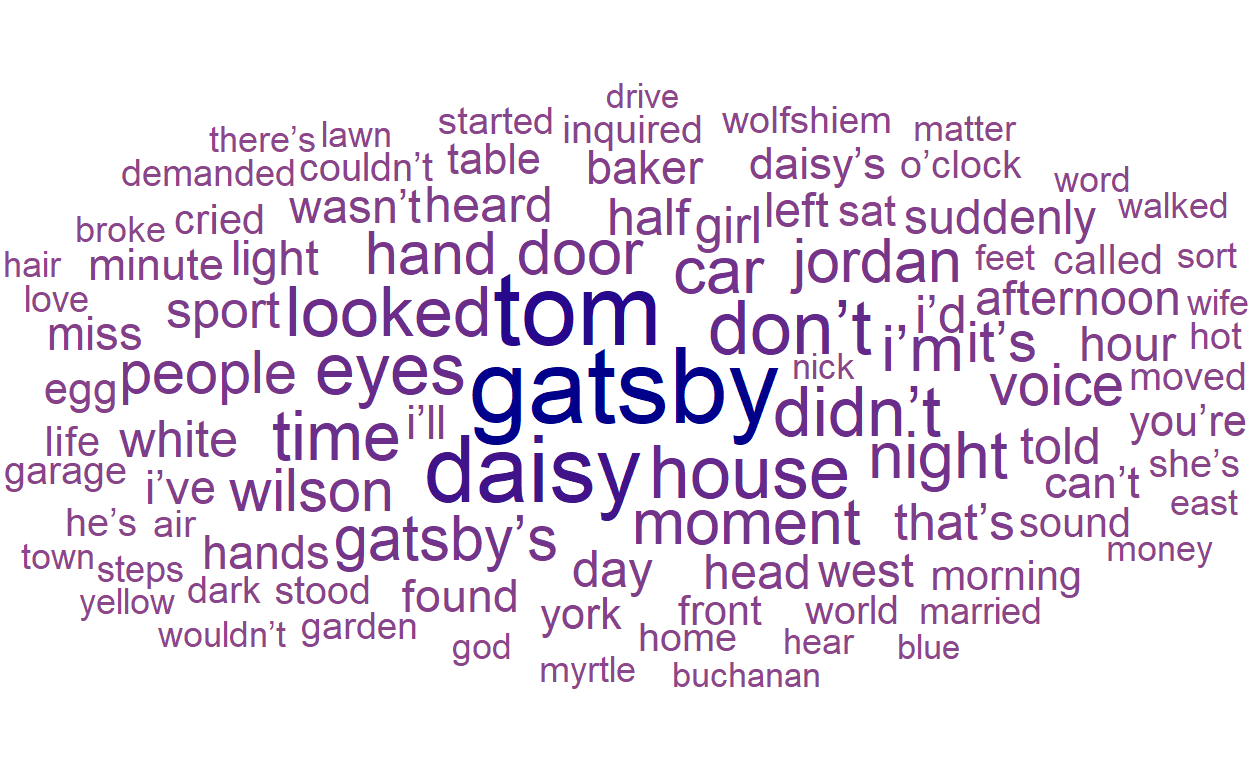 drive
there's lawn started inquired wolfshiem matter
demanded couldn't table baker daisy's o'clock word
broke cried wasn't heard half girl left sat suddenly walked
hair minute light hand door car jordan feet called sort
love sport looked tom don't i'd afternoon wife
miss people eyes gatsby nick i'm it's hour hot
egg time i'll didn't voice moved
life white daisy house night told you're
garage i've wilson can't she's
he's air gatsby's moment that's sound east
town steps hands day head west morning money
yellow dark stood found york front world married
wouldn't garden god home hear blue
myrtle buchanan